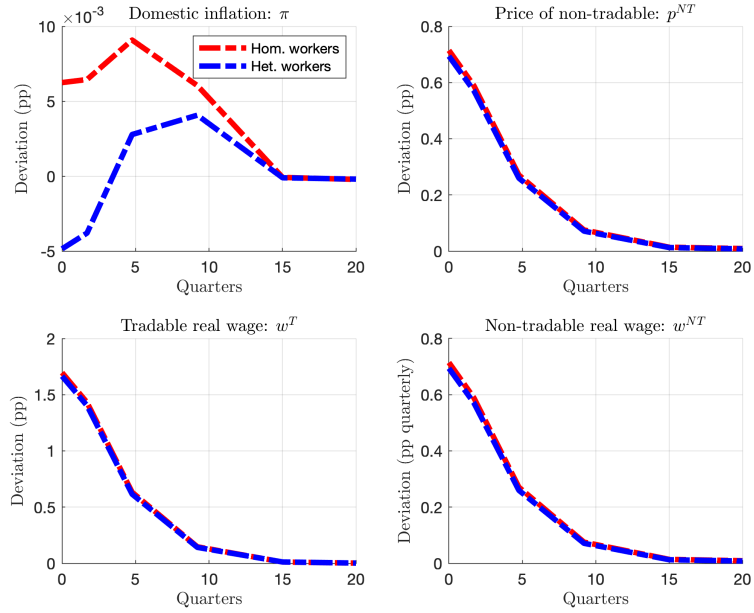 Domestic inflation: π
×10⁻³
10
5
0
-5
Deviation (pp)
0 5 10 15 20
Quarters
Hom. workers
Het. workers
Price of non-tradable: p^{NT}
0.8
0.6
0.4
0.2
0
Deviation (pp)
0 5 10 15 20
Quarters
Tradable real wage: w^{T}
2
1.5
1
0.5
0
Deviation (pp)
0 5 10 15 20
Quarters
Non-tradable real wage: w^{NT}
0.8
0.6
0.4
0.2
0
Deviation (pp quarterly)
0 5 10 15 20
Quarters